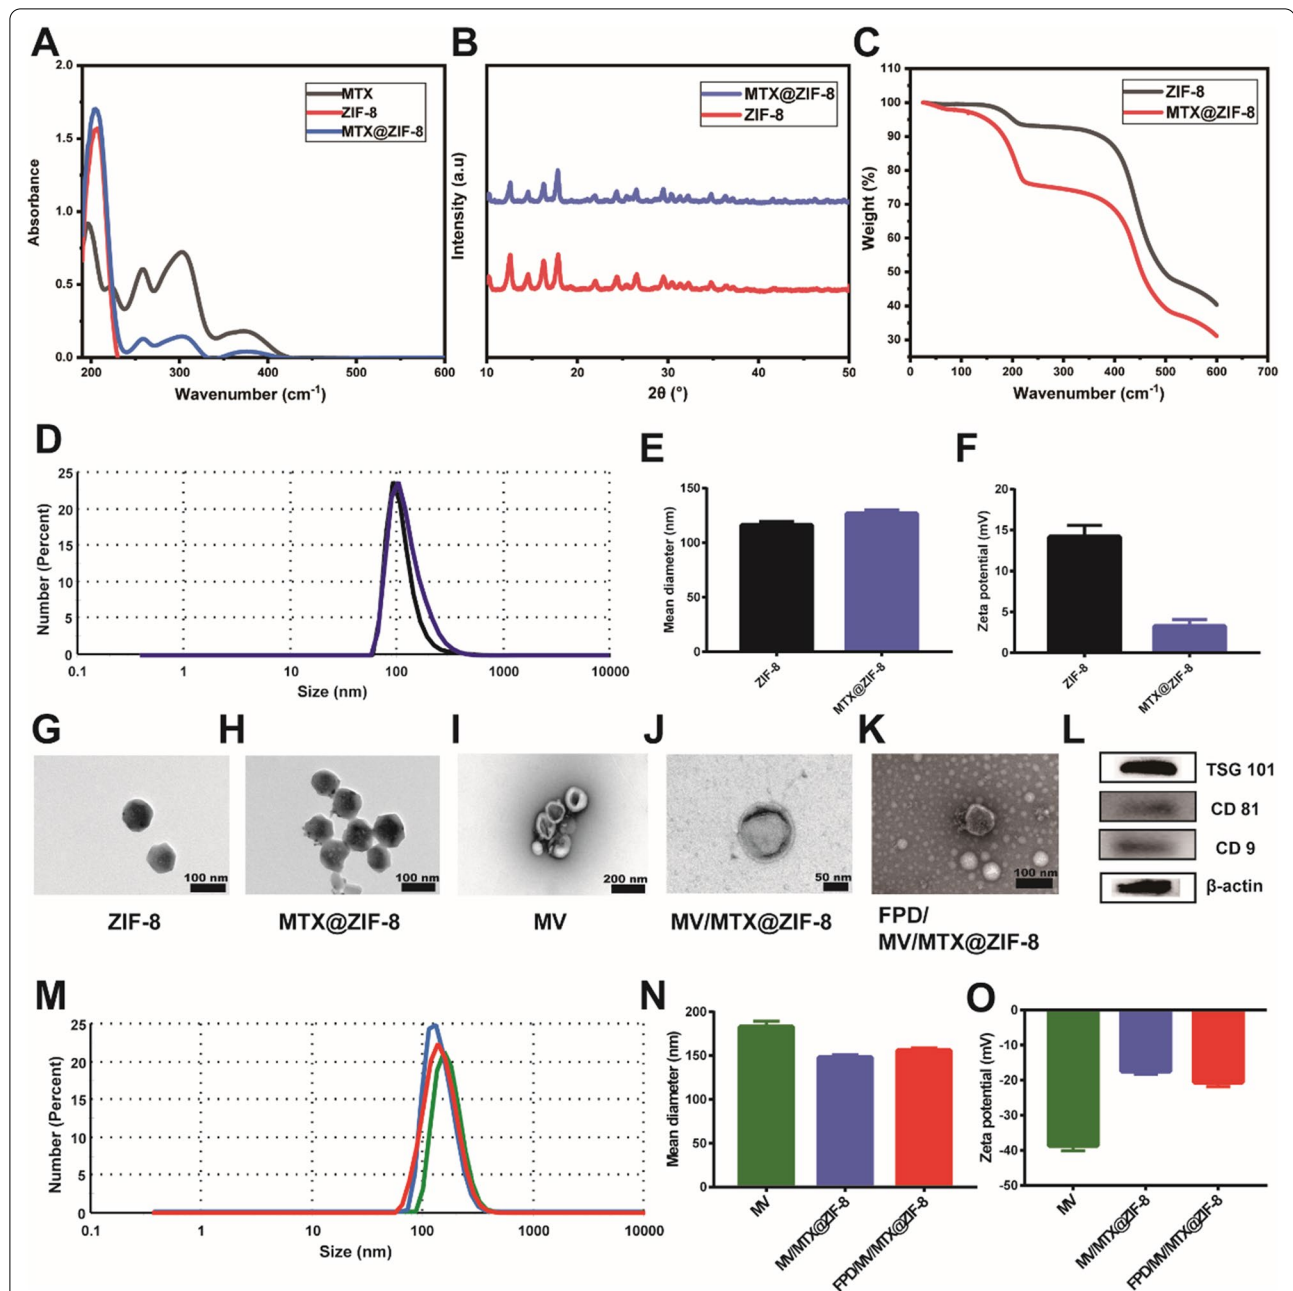 A
B
C
2.0
1.5
1.0
0.5
0.0
Absorbance
MTX
ZIF-8
MTX@ZIF-8
200 300 400 500 600
Wavenumber (cm-1)
Intensity (a.u)
MTX@ZIF-8
ZIF-8
10 20 30 40 50
2θ (°)
110
100
90
80
70
60
50
40
30
Weight (%)
ZIF-8
MTX@ZIF-8
0 100 200 300 400 500 600 700
Wavenumber (cm-1)
D
E
F
25
20
15
10
5
0
Number (Percent)
0.1 1 10 100 1000 10000
Size (nm)
150
100
50
0
Mean diameter (nm)
ZIF-8
MTX@ZIF-8
20
15
10
5
0
Zeta potential (mV)
ZIF-8
MTX@ZIF-8
G
H
I
J
K
L
100 nm
100 nm
200 nm
50 nm
100 nm
TSG 101
CD 81
CD 9
β-actin
ZIF-8
MTX@ZIF-8
MV
MV/MTX@ZIF-8
FPD/
MV/MTX@ZIF-8
M
N
O
25
20
15
10
5
0
Number (Percent)
0.1 1 10 100 1000 10000
Size (nm)
200
150
100
50
0
Mean diameter (nm)
MV
MV/MTX@ZIF-8
FPD/MV/MTX@ZIF-8
0
-10
-20
-30
-40
-50
Zeta potential (mV)
MV
MV/MTX@ZIF-8
FPD/MV/MTX@ZIF-8